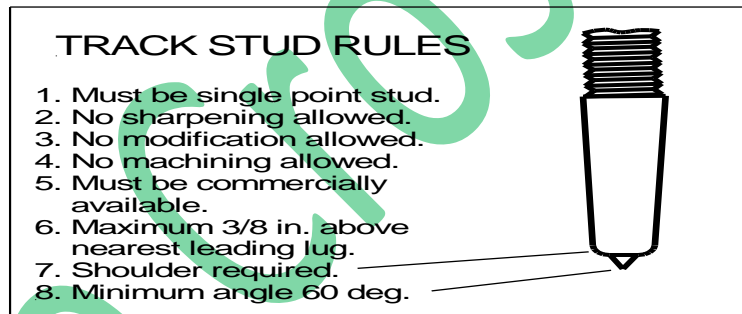 TRACK STUD RULES
1. Must be single point stud.
2. No sharpening allowed.
3. No modification allowed.
4. No machining allowed.
5. Must be commercially
available.
6. Maximum 3/8 in. above
nearest leading lug.
7. Shoulder required.
8. Minimum angle 60 deg.